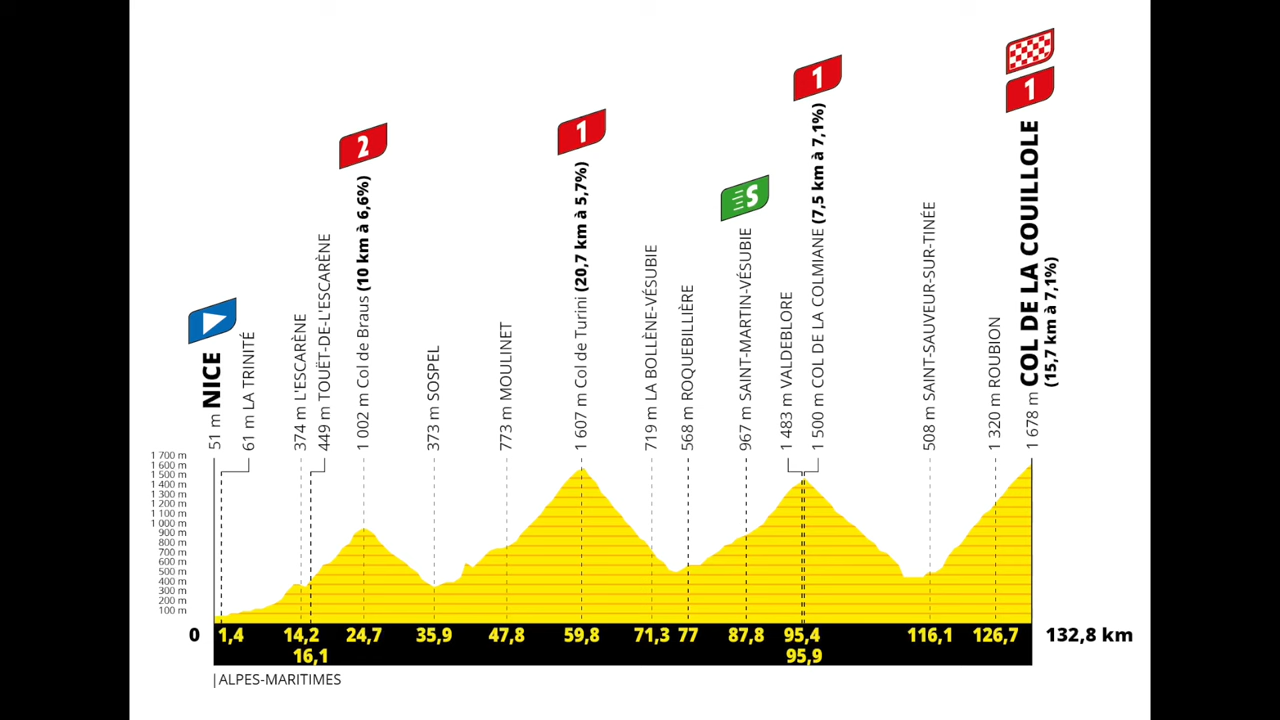 51 m NICE
61 m LA TRINITÉ
374 m L'ESCARÈNE
449 m TOUËT-DE-L'ESCARÈNE
2
1 002 m Col de Braus (10 km à 6,6%)
373 m SOSPEL
773 m MOULINET
1
1 607 m Col de Turini (20,7 km à 5,7%)
719 m LA BOLLÈNE-VÉSUBIE
568 m ROQUEBILLIÈRE
S
967 m SAINT-MARTIN-VÉSUBIE
1 483 m VALDEBLORE
1
1 500 m COL DE LA COLMIANE (7,5 km à 7,1%)
508 m SAINT-SAUVEUR-SUR-TINÉE
1 320 m ROUBION
1
1 678 m COL DE LA COUILLOLE
(15,7 km à 7,1%)
1 700 m
1 600 m
1 500 m
1 400 m
1 300 m
1 200 m
1 100 m
1 000 m
900 m
800 m
700 m
600 m
500 m
400 m
300 m
200 m
100 m
0 1,4 14,2 24,7 35,9 47,8 59,8 71,3 77 87,8 95,4 116,1 126,7 132,8 km
16,1 95,9
ALPES-MARITIMES